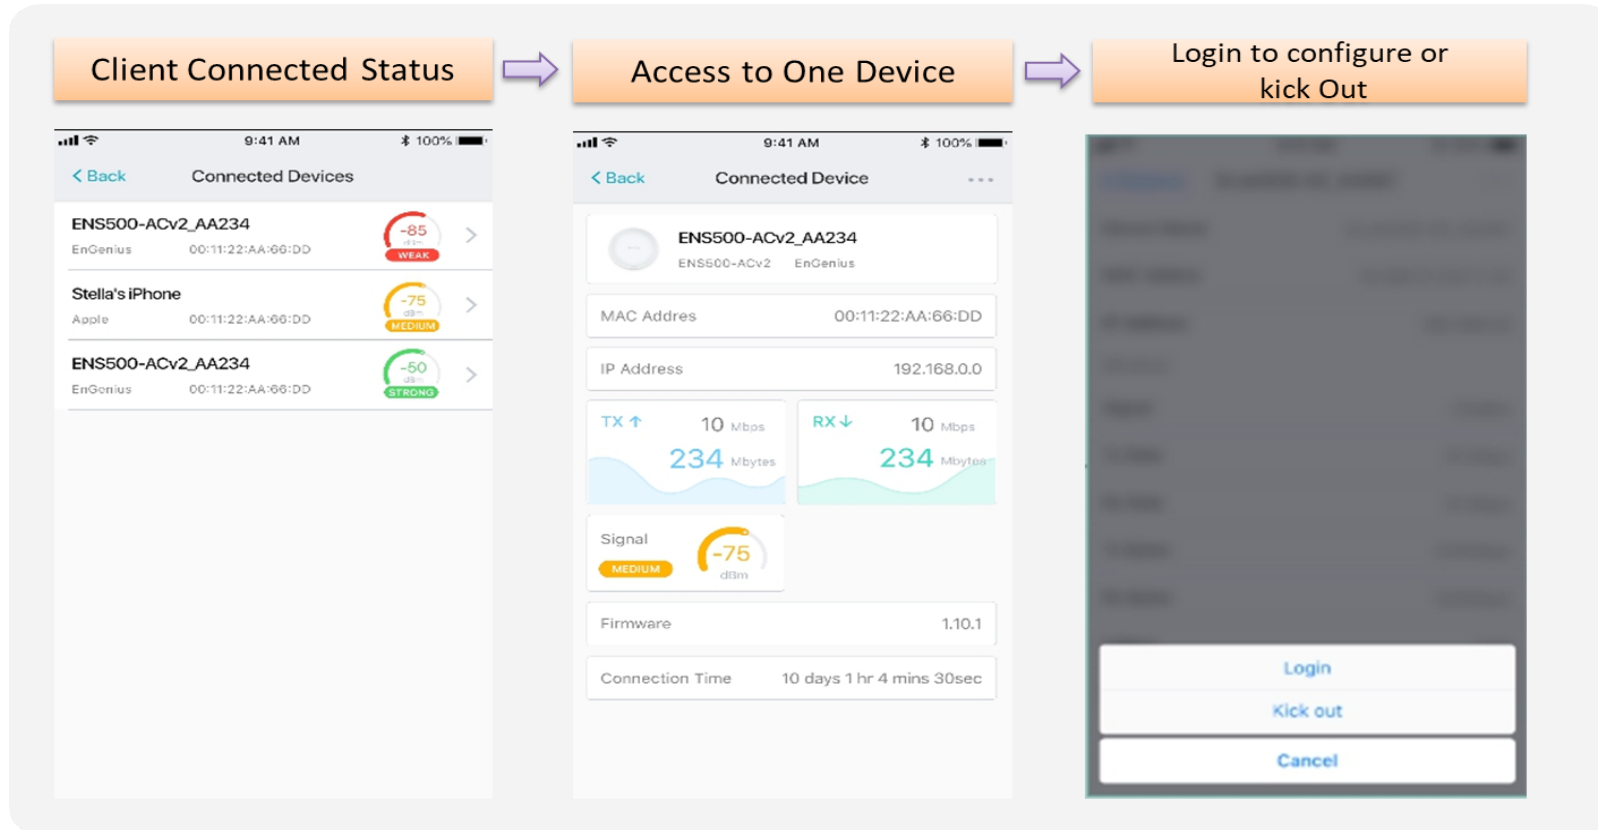 Client Connected Status
Access to One Device
Login to configure or
kick Out
9:41 AM
100%
Back
Connected Devices
ENS500-ACv2_AA234
EnGenius 00:11:22:AA:66:DD
-85
dBm
WEAK
Stella's iPhone
Apple 00:11:22:AA:66:DD
-75
dBm
MEDIUM
ENS500-ACv2_AA234
EnGenius 00:11:22:AA:66:DD
-50
dBm
STRONG
9:41 AM
100%
Back
Connected Device
ENS500-ACv2_AA234
ENS500-ACv2 EnGenius
MAC Addres 00:11:22:AA:66:DD
IP Address 192.168.0.0
TX 10 Mbps
234 Mbytes
RX 10 Mbps
234 Mbytes
Signal
MEDIUM
-75
dBm
Firmware 1.10.1
Connection Time 10 days 1 hr 4 mins 30sec
Login
Kick out
Cancel